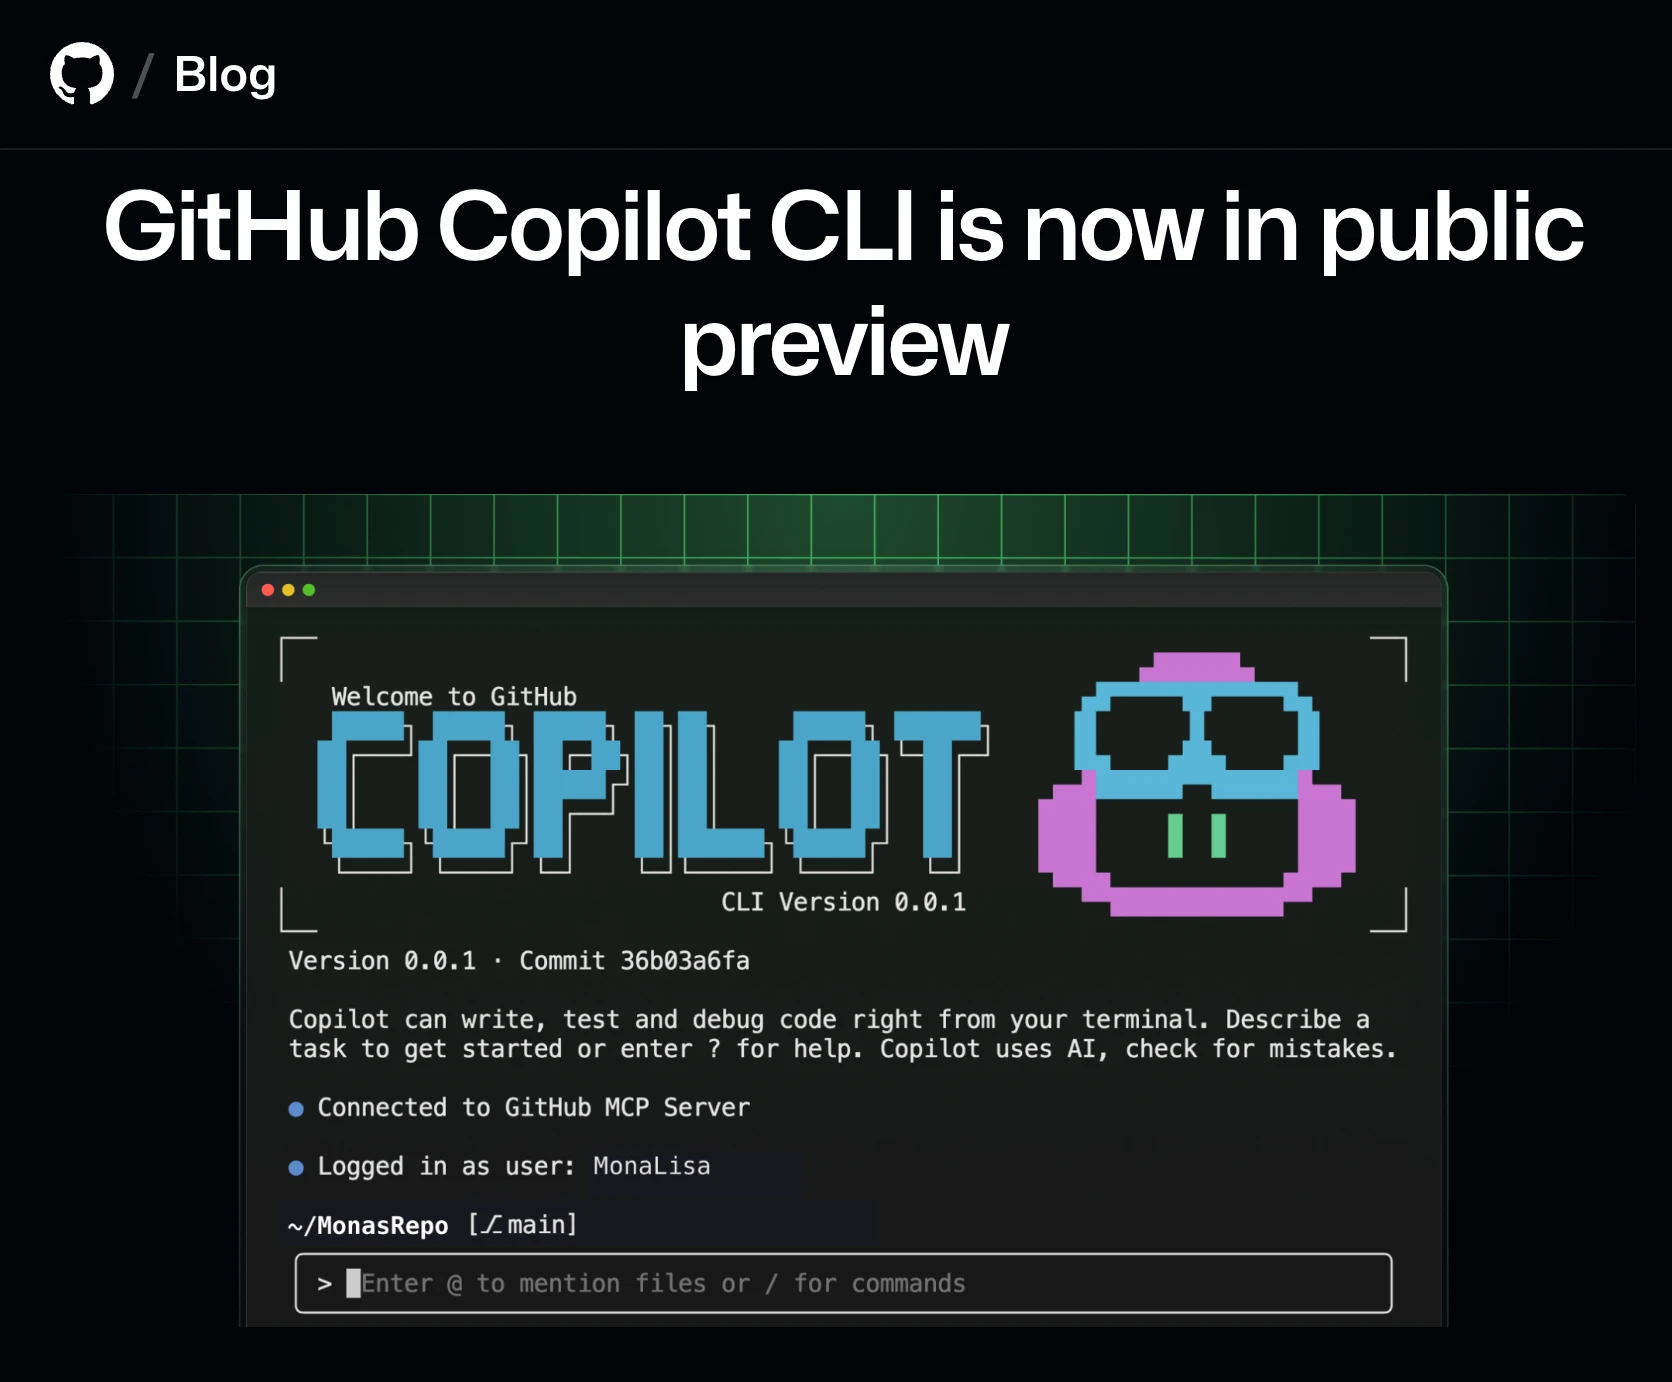 / Blog
GitHub Copilot CLI is now in public
preview
Welcome to GitHub
COPILOT
CLI Version 0.0.1
Version 0.0.1 · Commit 36b03a6fa
Copilot can write, test and debug code right from your terminal. Describe a
task to get started or enter ? for help. Copilot uses AI, check for mistakes.
● Connected to GitHub MCP Server
● Logged in as user: MonaLisa
~/MonasRepo [⎇main]
> Enter @ to mention files or / for commands